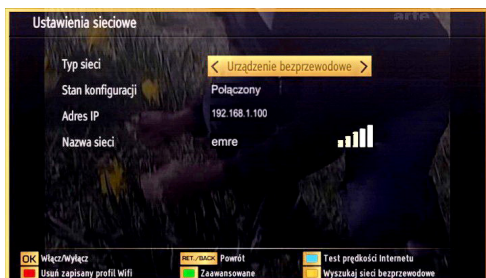 arte
Ustawienia sieciowe
Typ sieci
Urządzenie bezprzewodowe
Stan konfiguracji
Połączony
Adres IP
192.168.1.100
Nazwa sieci
emre
OK Włącz/Wyłącz
RET./BACK Powrót
Test prędkości Internetu
Usuń zapisany profil Wifi
Zaawansowane
Wyszukaj sieci bezprzewodowe